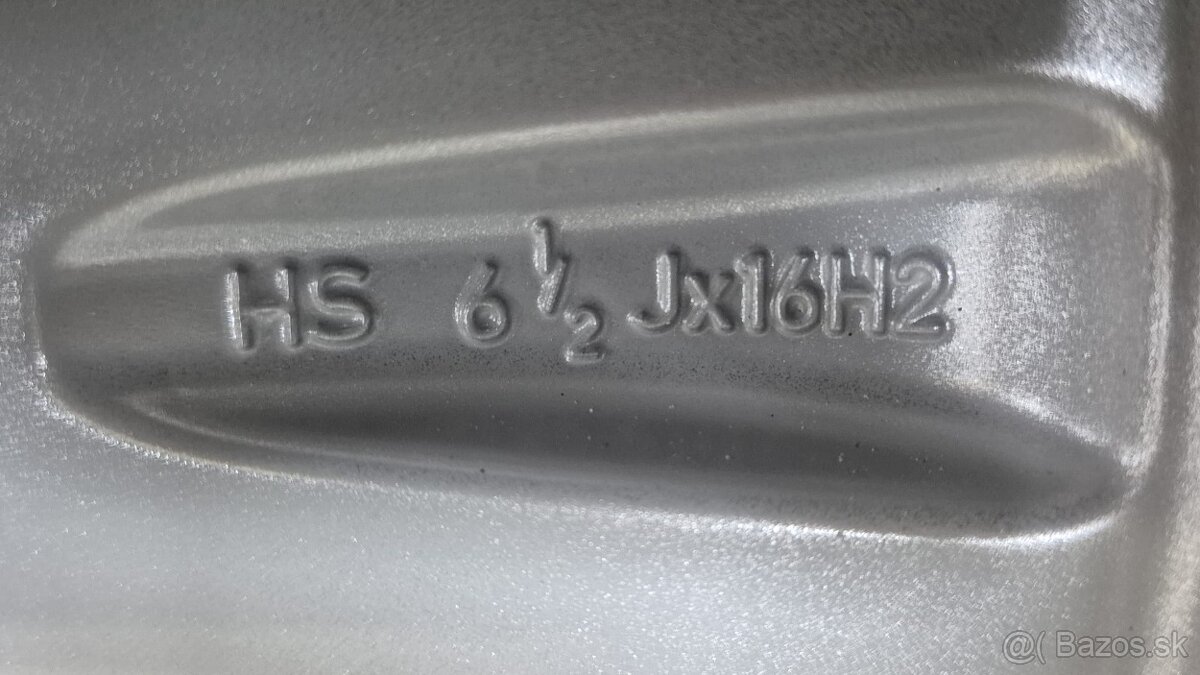 HS 6 1/2 Jx16H2
@( Bazos.sk